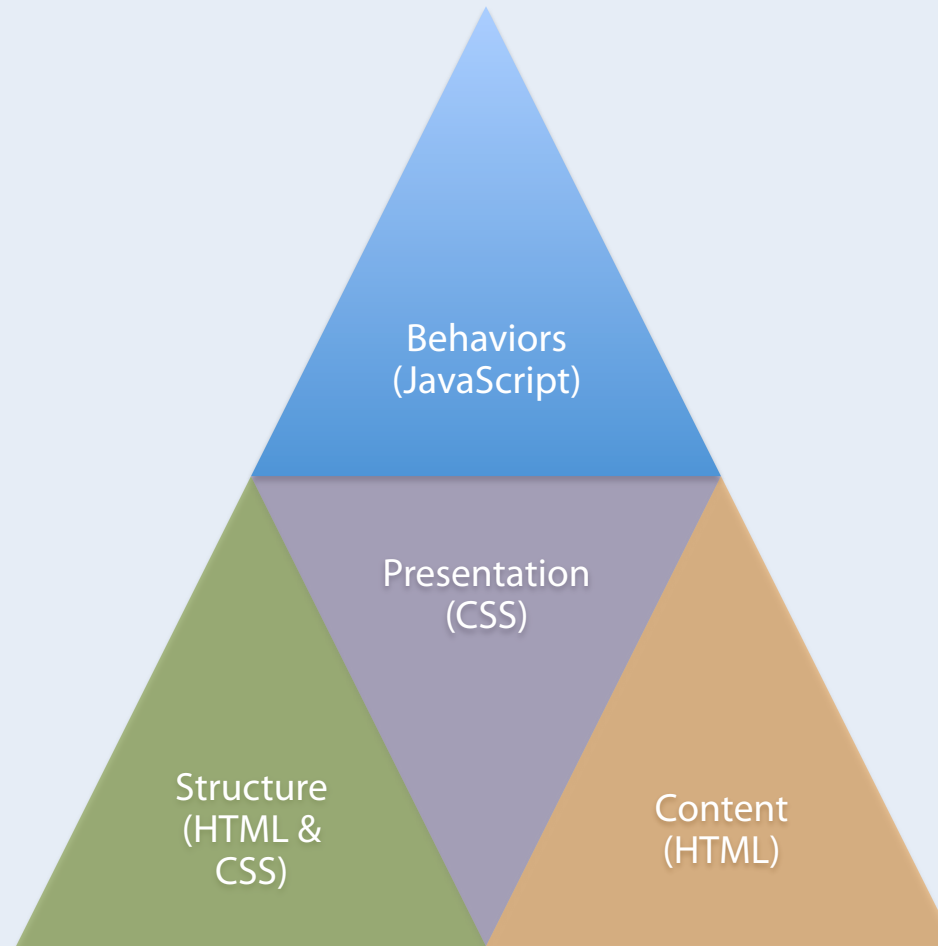 Behaviors
(JavaScript)
Presentation
(CSS)
Structure
(HTML &
CSS)
Content
(HTML)